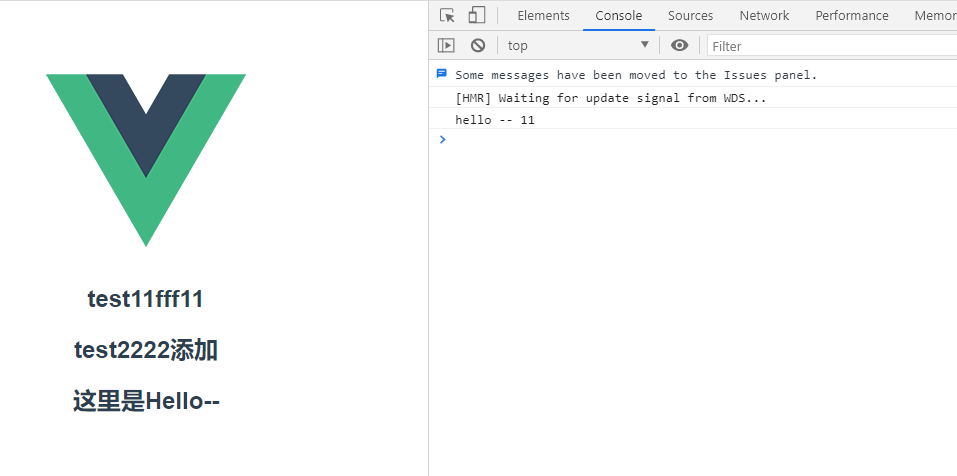 Elements Console Sources Network Performance Memor
top Filter
Some messages have been moved to the Issues panel.
[HMR] Waiting for update signal from WDS...
hello -- 11
test11fff11
test2222添加
这里是Hello--